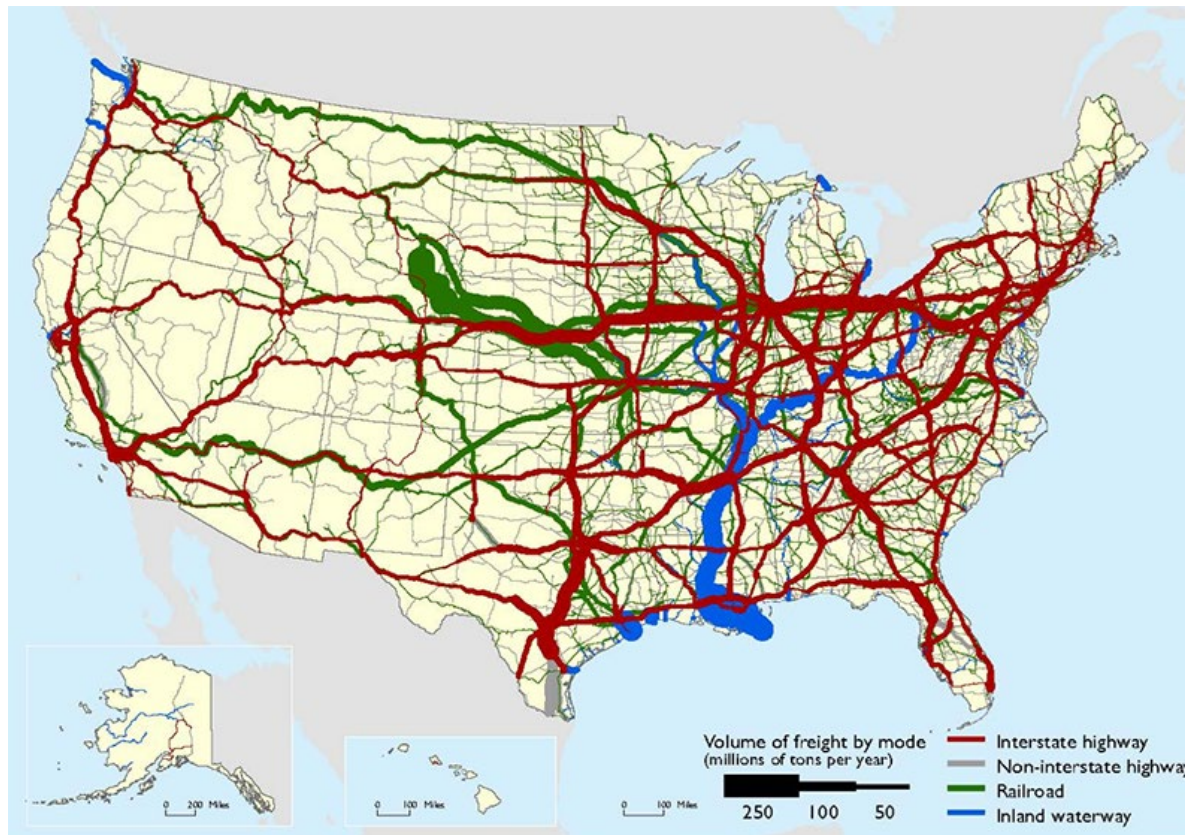 0 200 Miles
0 100 Miles
0 100 Miles
Volume of freight by mode
(millions of tons per year)
250 100 50
Interstate highway
Non-interstate highway
Railroad
Inland waterway